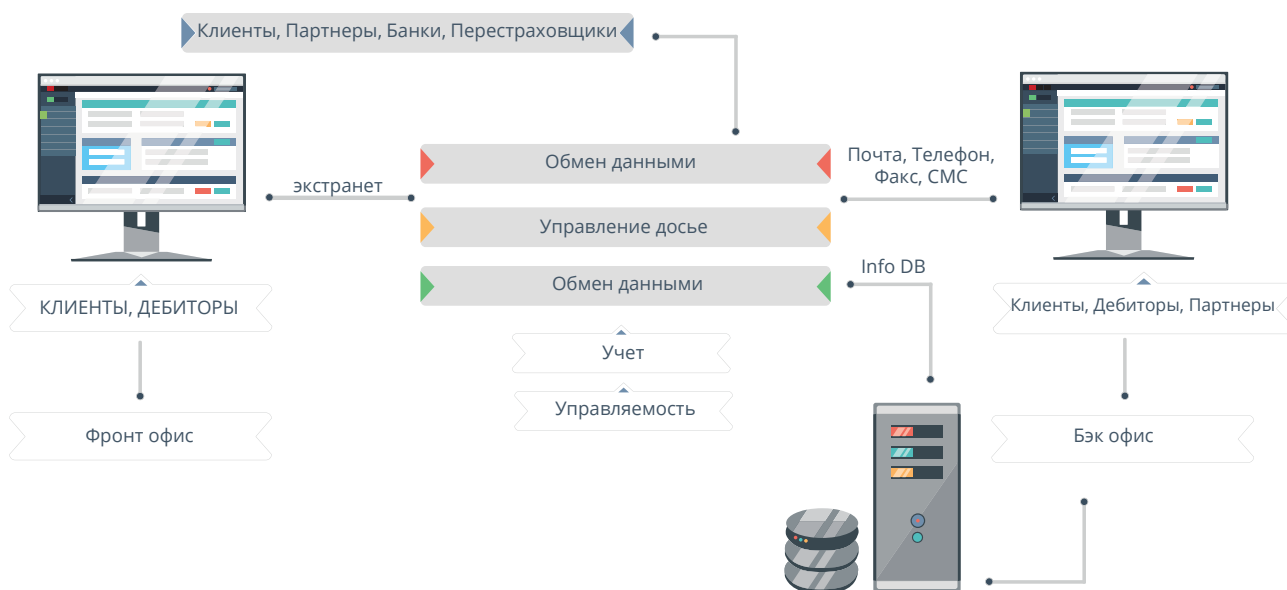 Клиенты, Партнеры, Банки, Перестраховщики
Обмен данными
Почта, Телефон,
Факс, СМС
экстранет
Управление досье
Info DB
Обмен данными
КЛИЕНТЫ, ДЕБИТОРЫ
Клиенты, Дебиторы, Партнеры
Учет
Управляемость
Фронт офис
Бэк офис